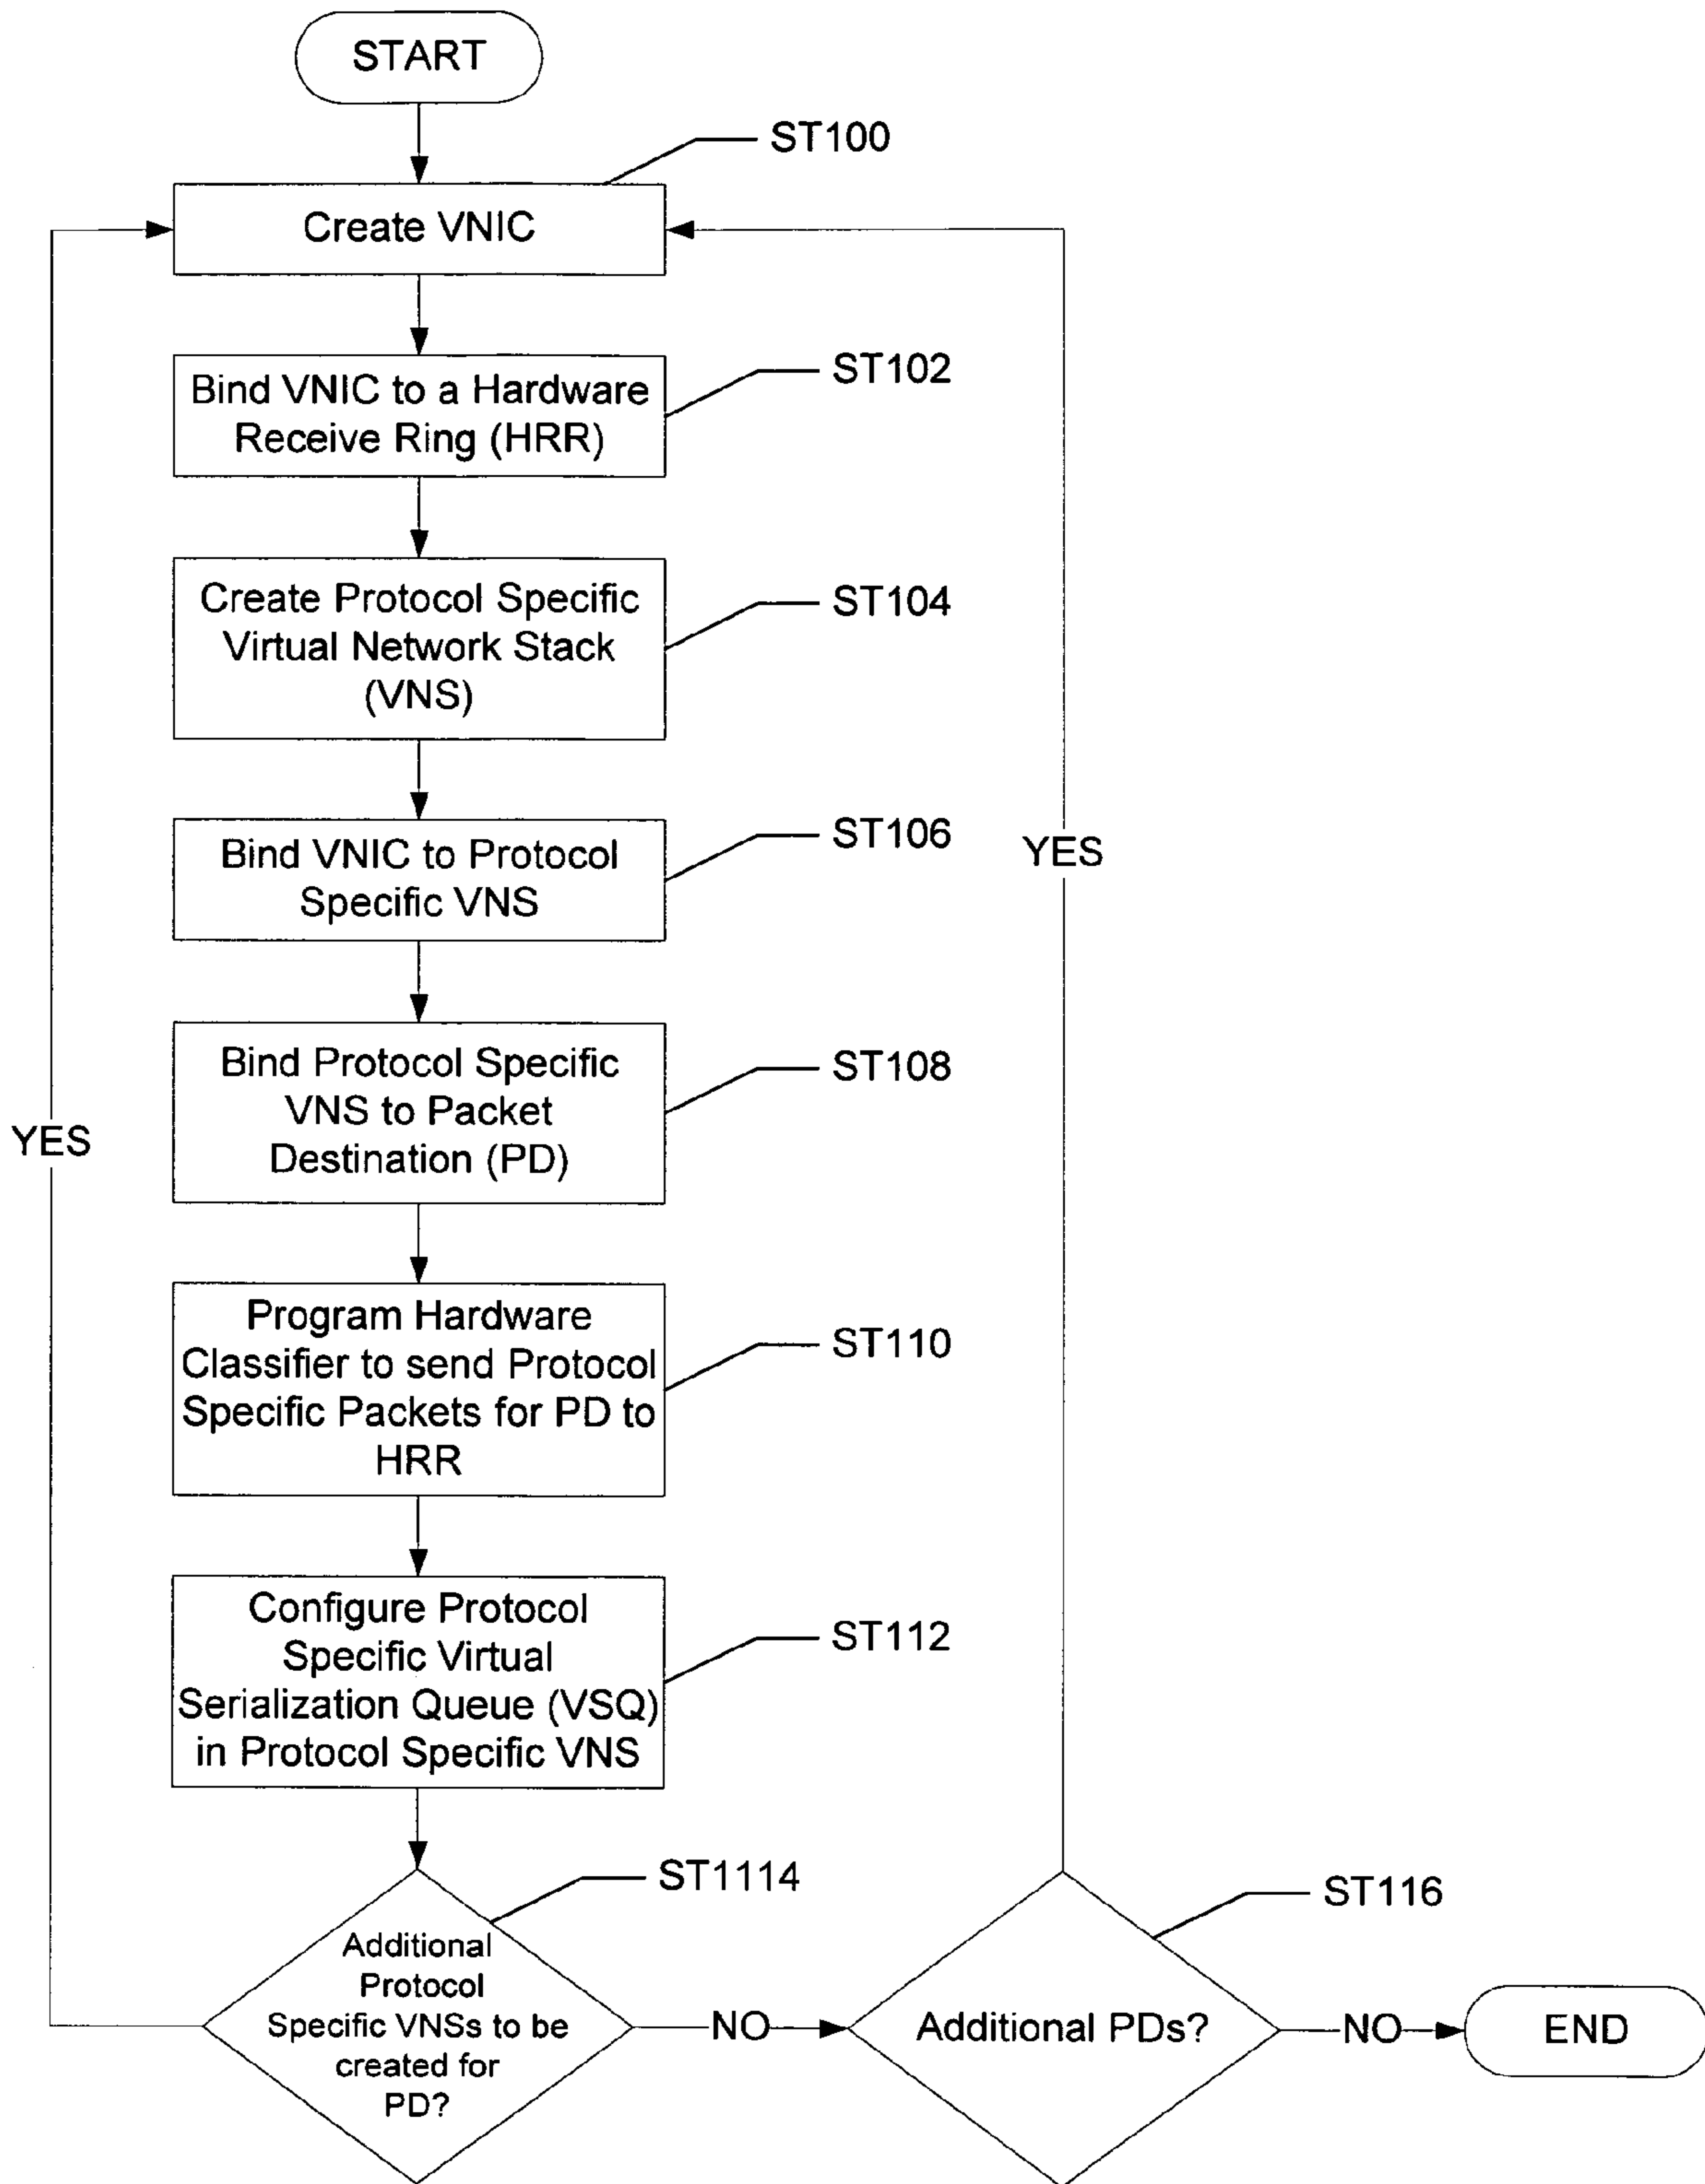 START
ST100
Create VNIC
ST102
Bind VNIC to a Hardware
Receive Ring (HRR)
ST104
Create Protocol Specific
Virtual Network Stack
(VNS)
ST106
Bind VNIC to Protocol
Specific VNS
YES
ST108
Bind Protocol Specific
VNS to Packet
Destination (PD)
YES
ST110
Program Hardware
Classifier to send Protocol
Specific Packets for PD to
HRR
ST112
Configure Protocol
Specific Virtual
Serialization Queue (VSQ)
in Protocol Specific VNS
ST1114
Additional
Protocol
Specific VNSs to be
created for
PD?
NO
ST116
Additional PDs?
NO
END